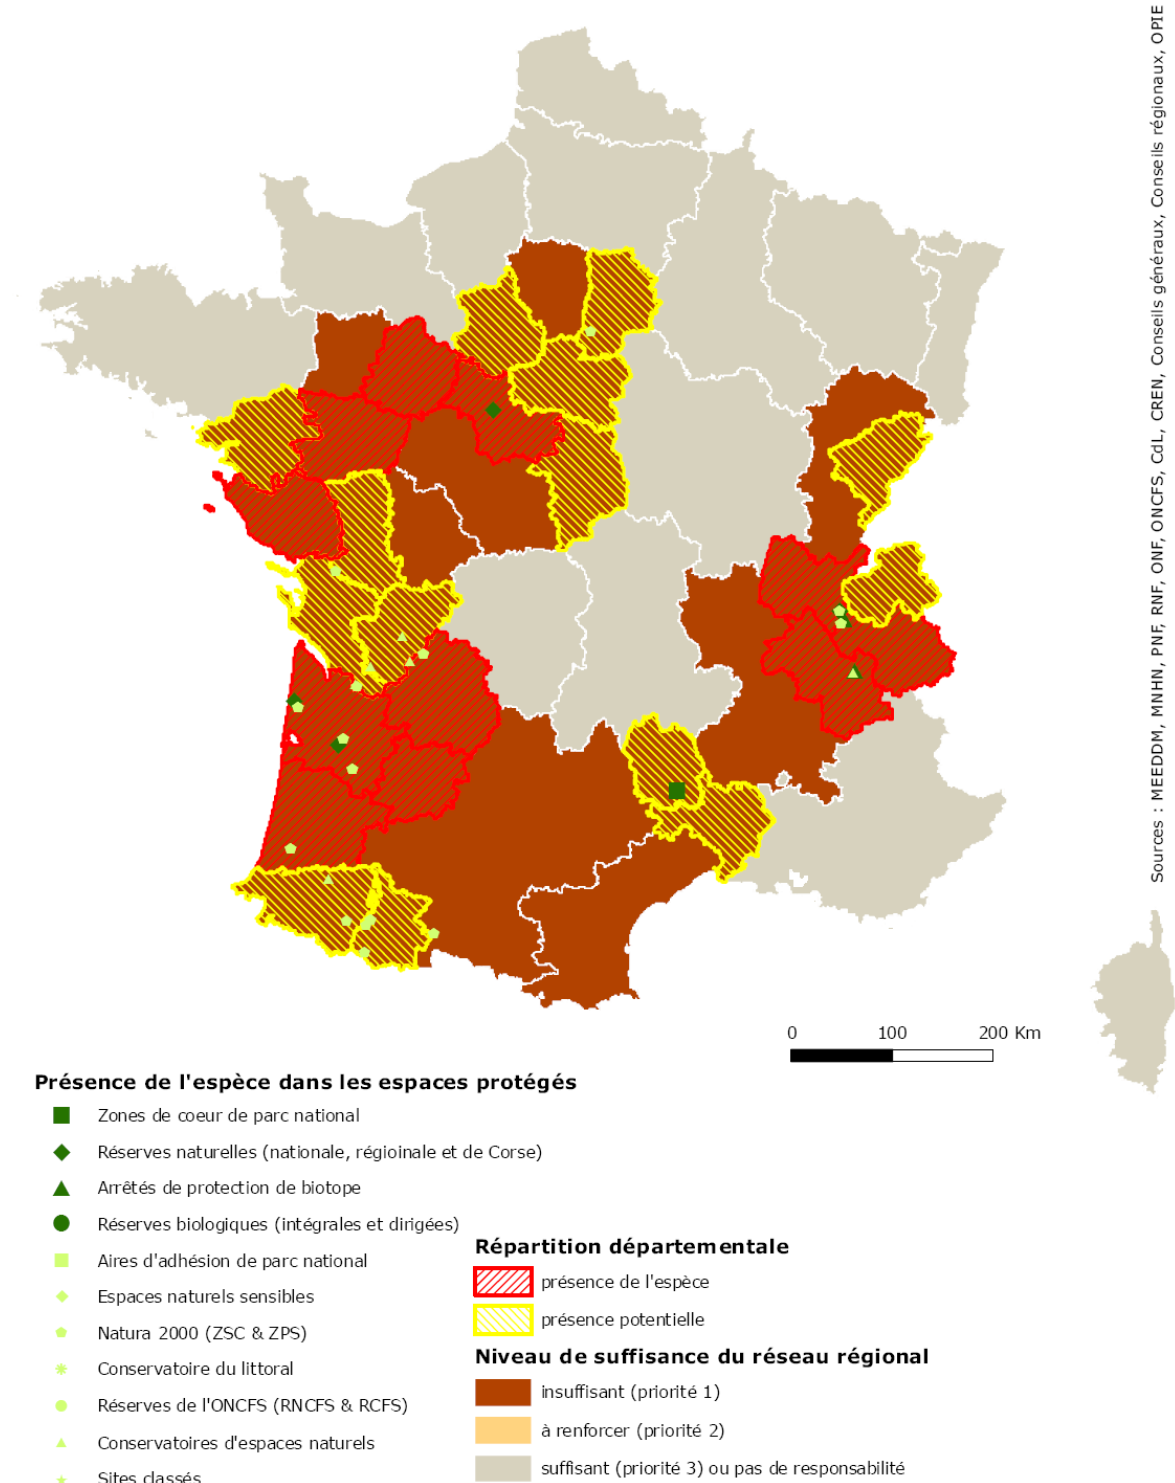 Sources : MEEDDM, MNHN, PNF, RNF, ONF, ONCFS, CdL, CREN, Conseils généraux, Conseils régionaux, OPIE
0 100 200 Km
Présence de l'espèce dans les espaces protégés
Zones de coeur de parc national
Réserves naturelles (nationale, régioinale et de Corse)
Arrêtés de protection de biotope
Réserves biologiques (intégrales et dirigées)
Aires d'adhésion de parc national
Espaces naturels sensibles
Natura 2000 (ZSC & ZPS)
Conservatoire du littoral
Réserves de l'ONCFS (RNCFS & RCFS)
Conservatoires d'espaces naturels
Sites classés
Répartition départementale
présence de l'espèce
présence potentielle
Niveau de suffisance du réseau régional
insuffisant (priorité 1)
à renforcer (priorité 2)
suffisant (priorité 3) ou pas de responsabilité